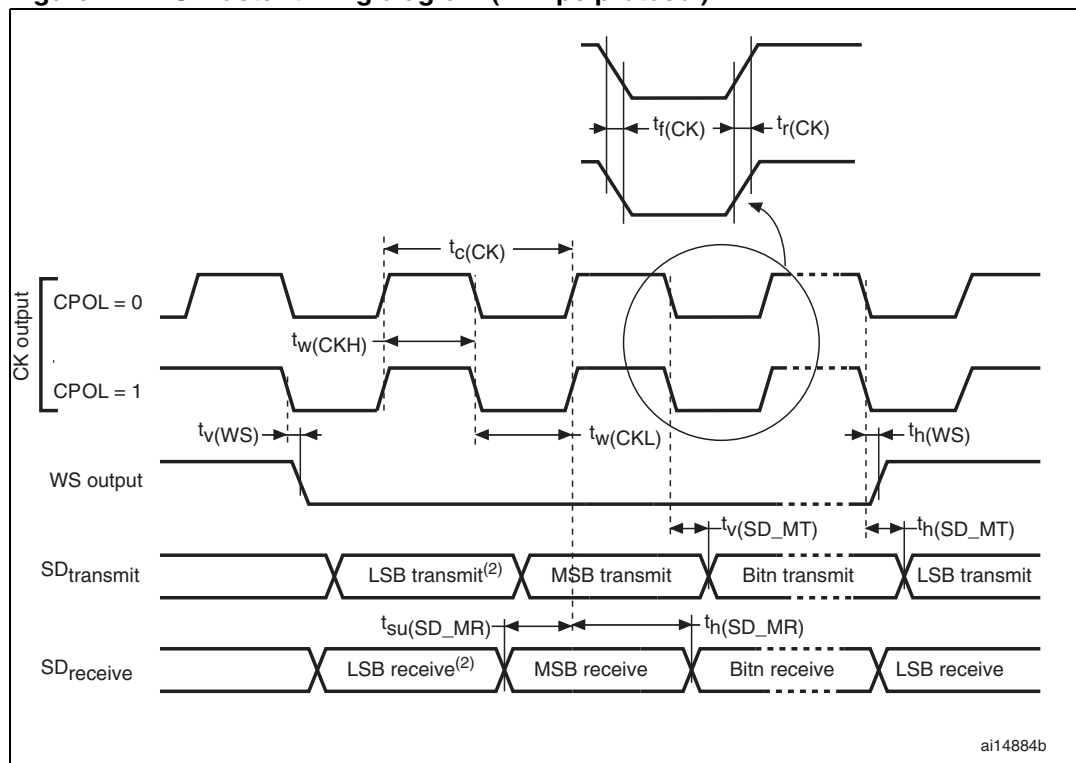 tf(CK)
tr(CK)
tc(CK)
CK output
CPOL = 0
tw(CKH)
CPOL = 1
tv(WS)
tw(CKL)
th(WS)
WS output
tv(SD_MT)
th(SD_MT)
SDtransmit
LSB transmit(2)
MSB transmit
Bitn transmit
LSB transmit
tsu(SD_MR)
th(SD_MR)
SDreceive
LSB receive(2)
MSB receive
Bitn receive
LSB receive
ai14884b